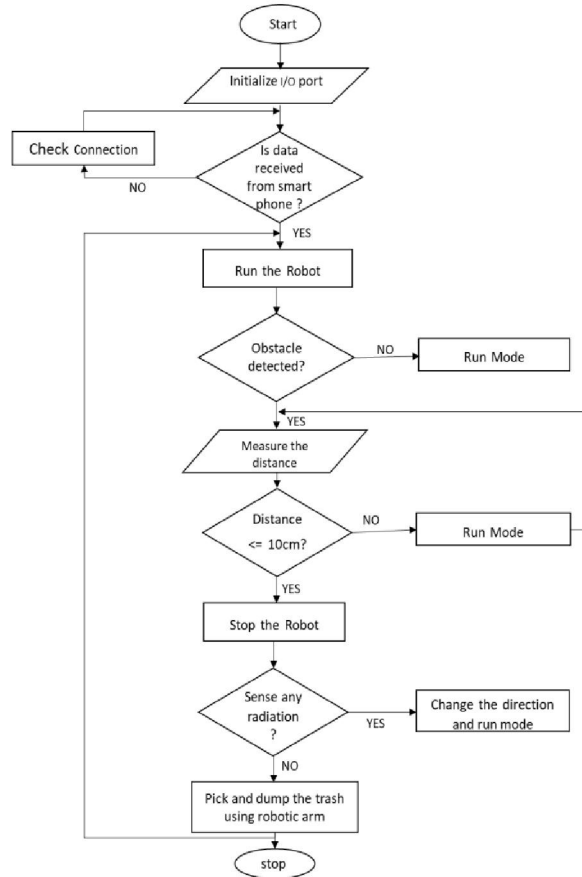 Start
Initialize I/O port
Check Connection
Is data
received
from smart
phone ?
NO
YES
Run the Robot
Obstacle
detected?
NO
Run Mode
YES
Measure the
distance
Distance
<= 10cm?
NO
Run Mode
YES
Stop the Robot
Sense any
radiation
?
YES
Change the direction
and run mode
NO
Pick and dump the trash
using robotic arm
stop